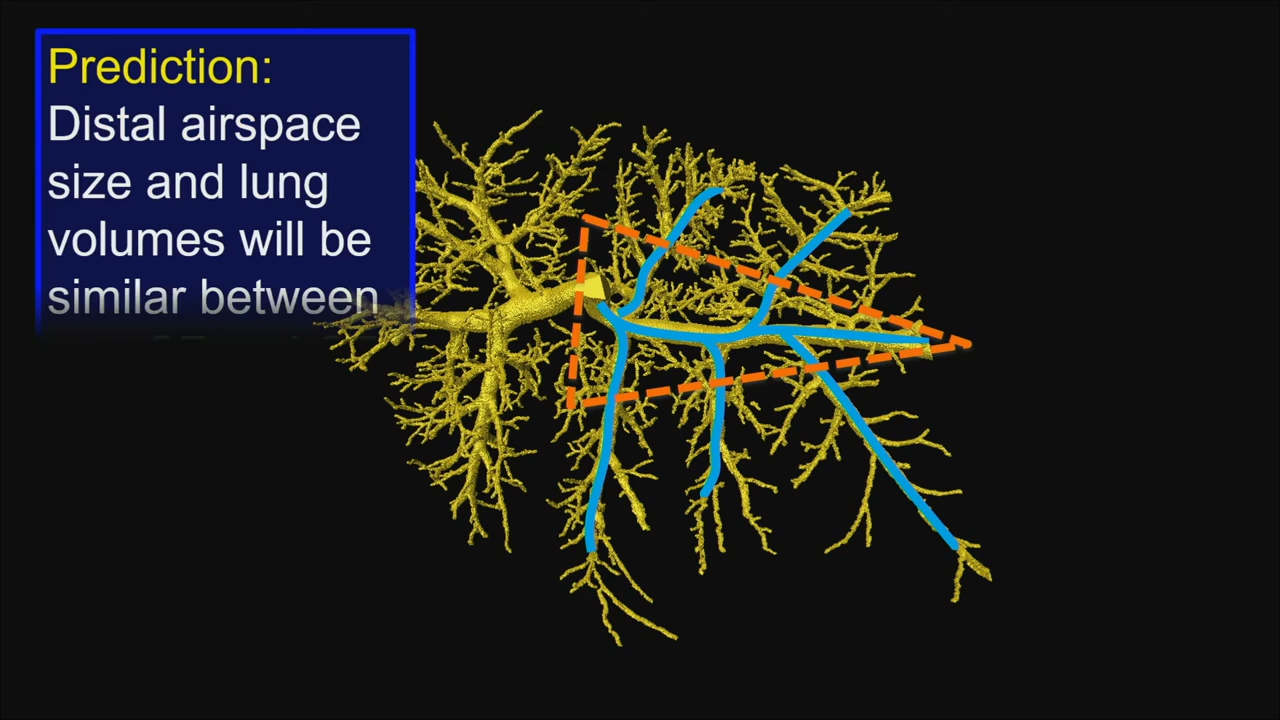 Prediction:
Distal airspace
size and lung
volumes will be
similar between